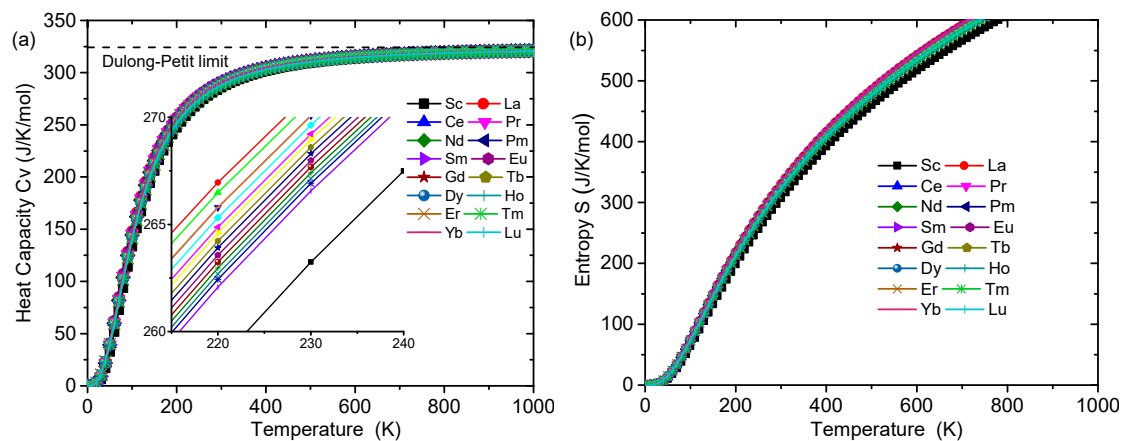 (a)
350
300
250
200
150
100
50
0
Heat Capacity Cv (J/K/mol)
Dulong-Petit limit
270
265
260
220 230 240
Sc La
Ce Pr
Nd Pm
Sm Eu
Gd Tb
Dy Ho
Er Tm
Yb Lu
0 200 400 600 800 1000
Temperature (K)
(b)
600
500
400
300
200
100
0
Entropy S (J/K/mol)
Sc La
Ce Pr
Nd Pm
Sm Eu
Gd Tb
Dy Ho
Er Tm
Yb Lu
0 200 400 600 800 1000
Temperature (K)